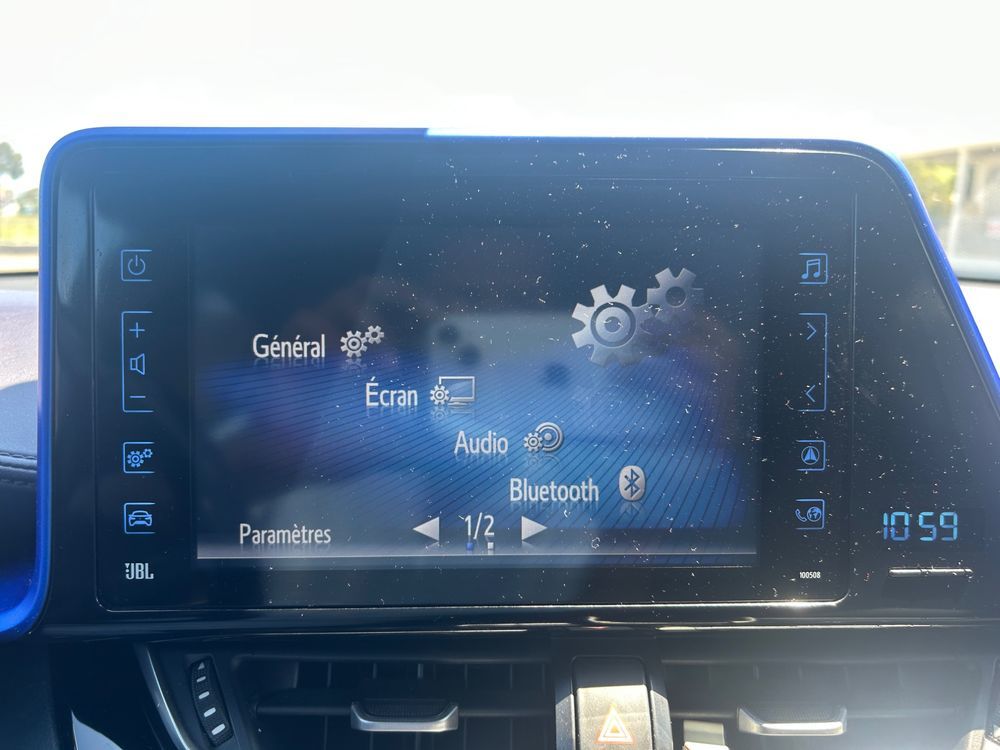 Général
Écran
Audio
Bluetooth
Paramètres
1/2
JBL
100508
10:59